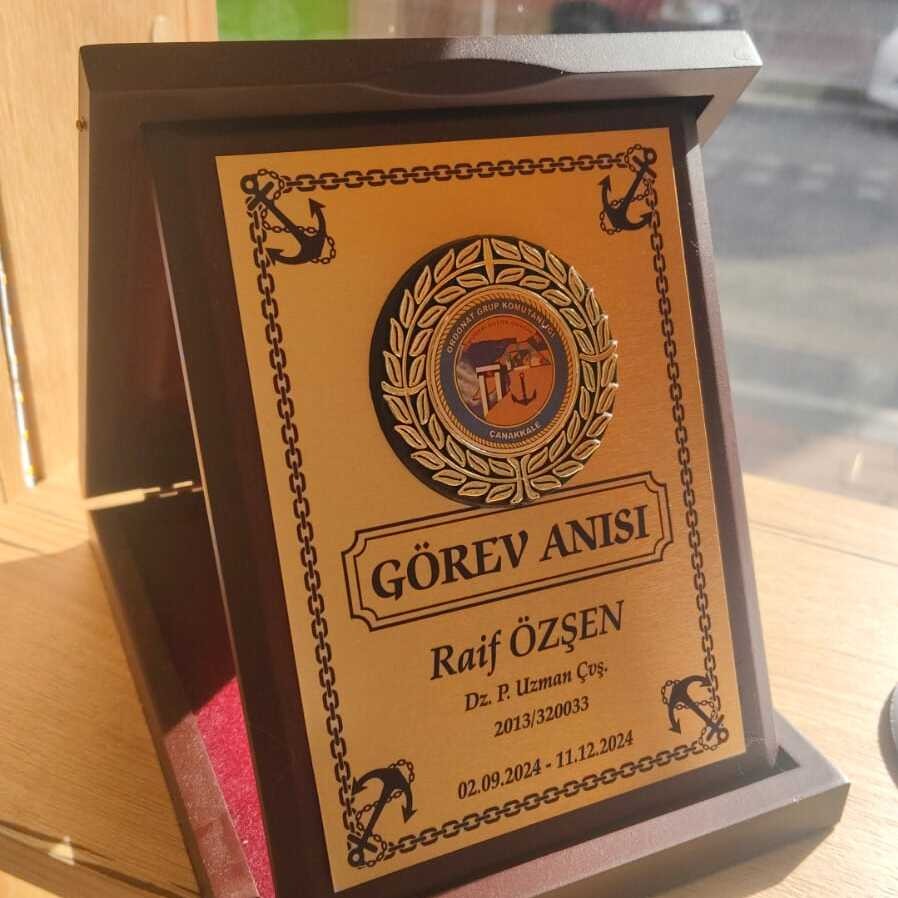 ORDONAT GRUP KOMUTANLIĞI
ÇANAKKALE
GÖREV ANISI
Raif ÖZŞEN
Dz. P. Uzman Çvş.
2013/320033
02.09.2024 - 11.12.2024